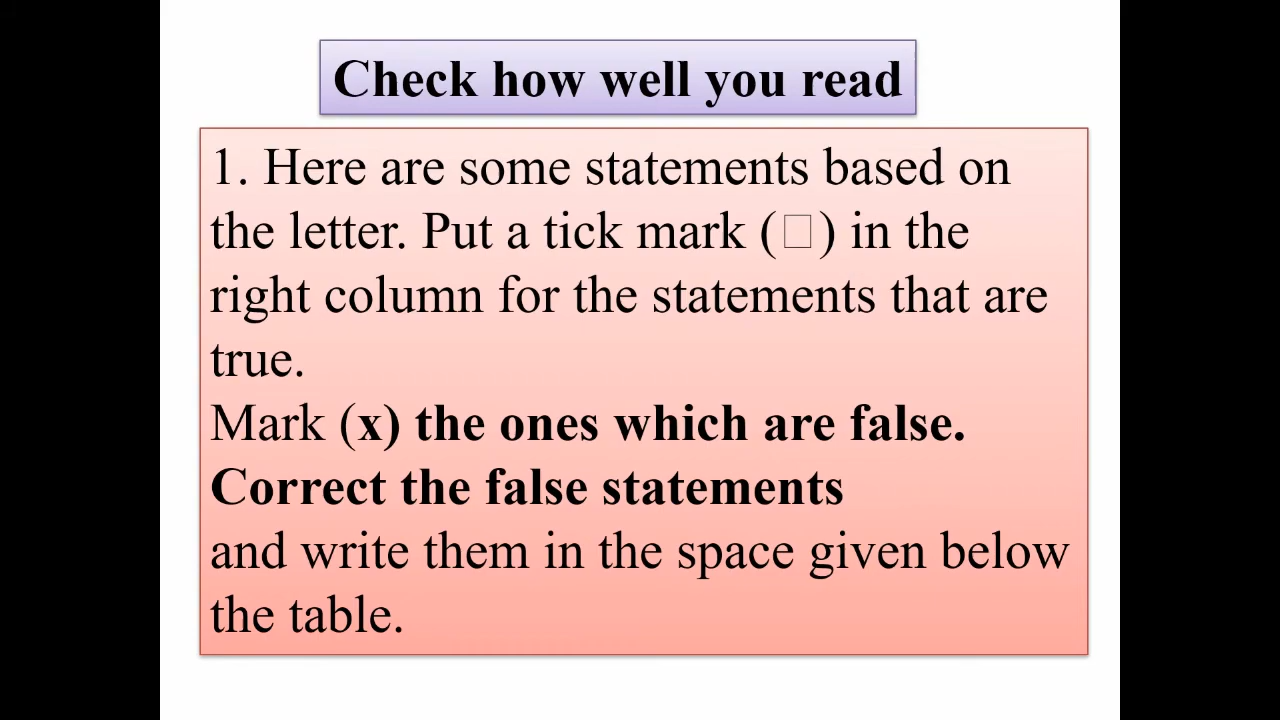 Check how well you read
1. Here are some statements based on
the letter. Put a tick mark (□) in the
right column for the statements that are
true.
Mark (x) the ones which are false.
Correct the false statements
and write them in the space given below
the table.